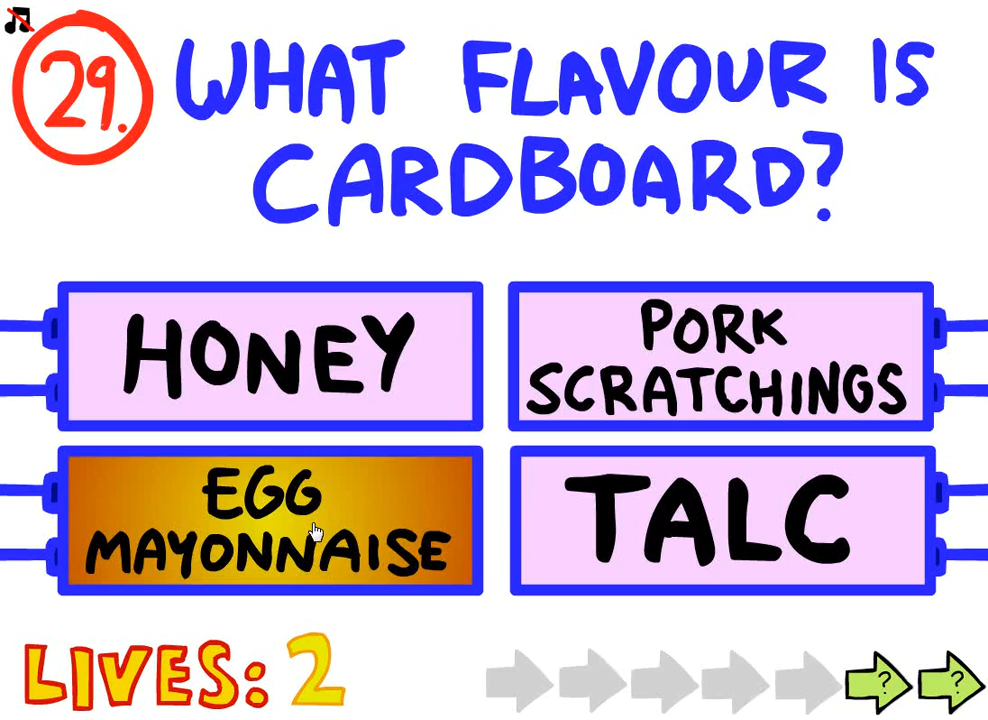 29. WHAT FLAVOUR IS
CARDBOARD?
HONEY
PORK
SCRATCHINGS
EGG
MAYONNAISE
TALC
LIVES: 2
? ?